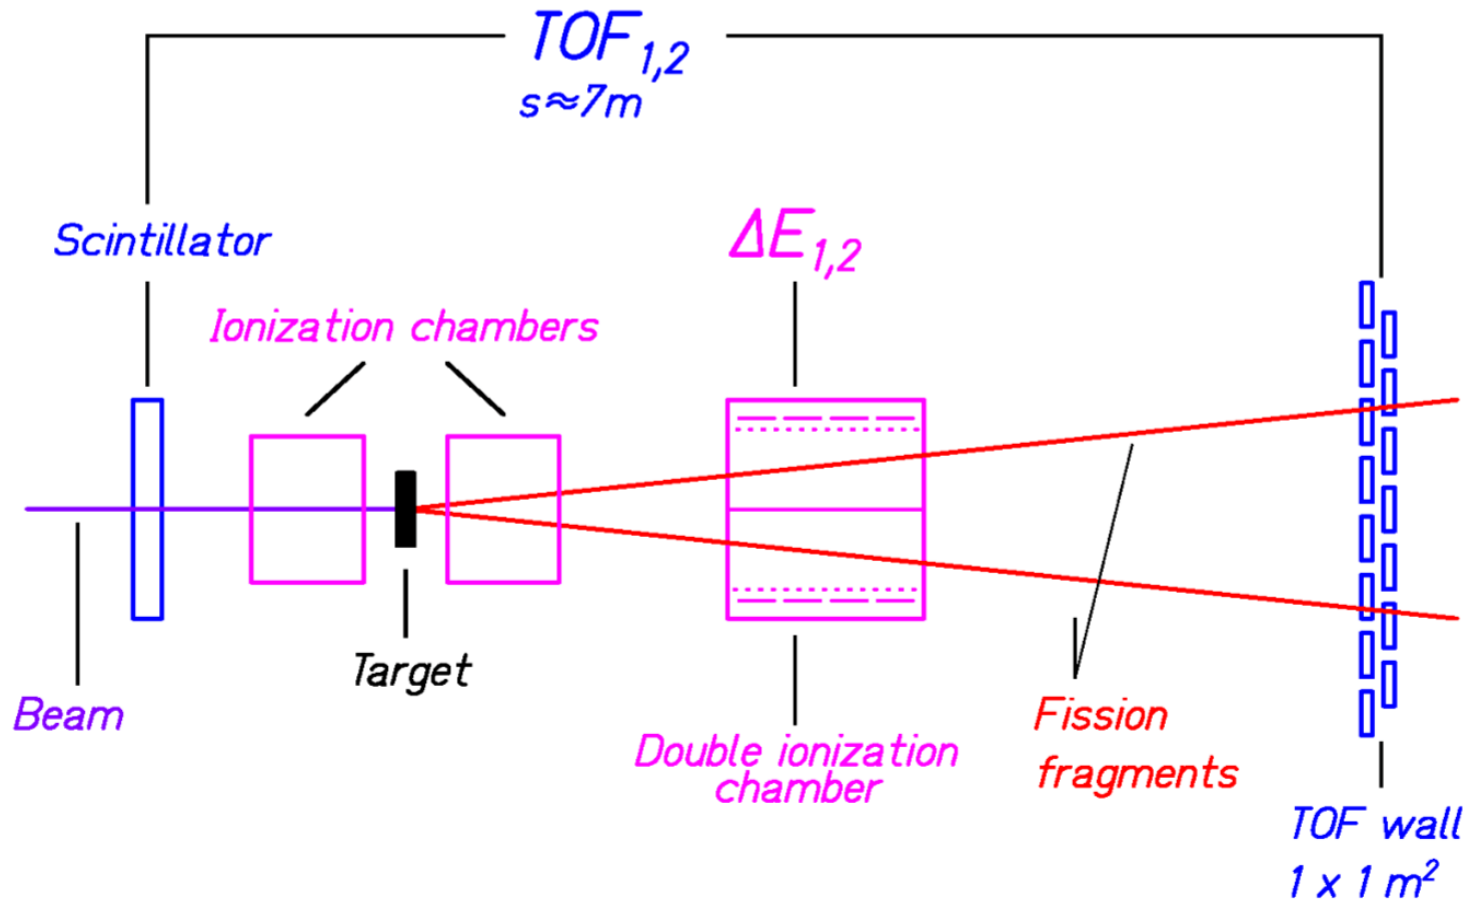 TOF1,2
s≈7m
Scintillator
ΔE1,2
Ionization chambers
Target
Beam
Double ionization
chamber
Fission
fragments
TOF wall
1 x 1 m²